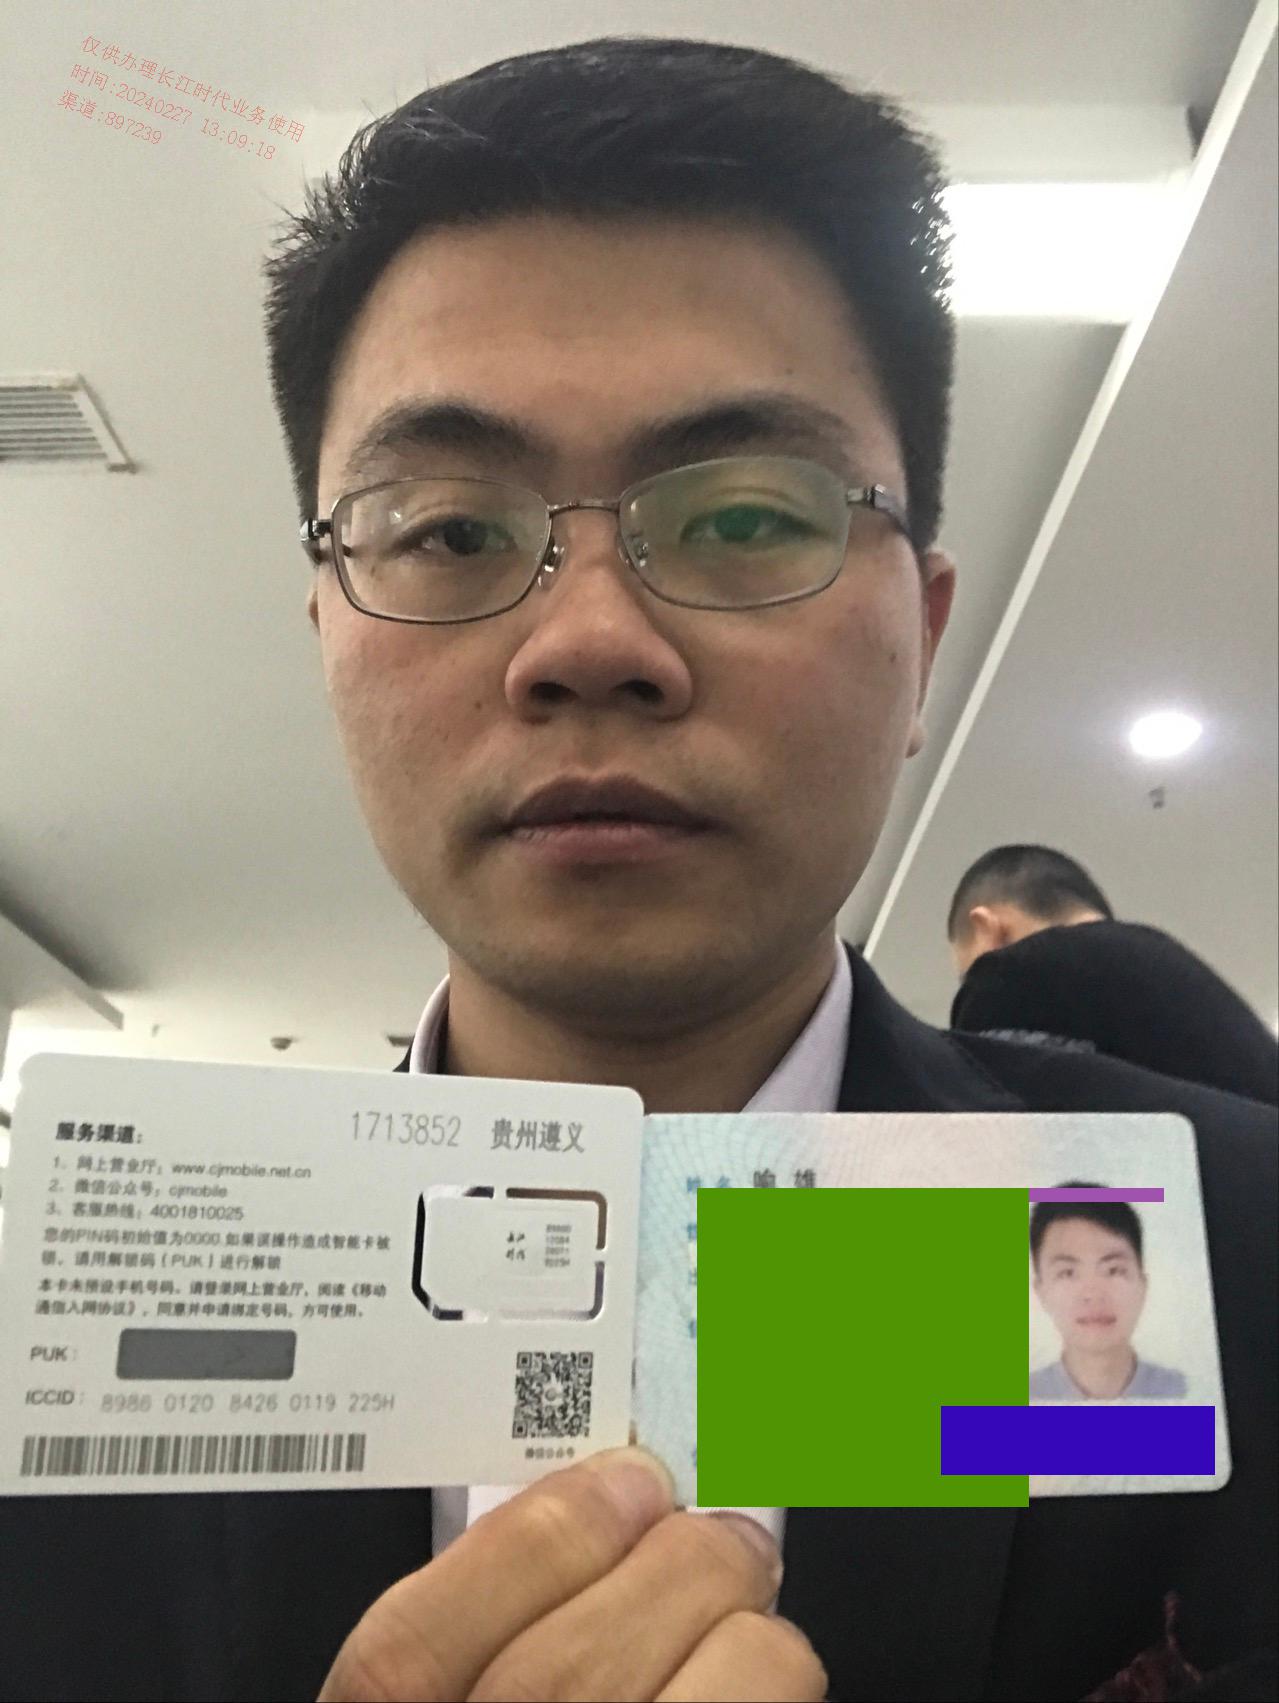 仅供办理长江时代业务使用
时间:20240227 13:09:18
渠道:897239
服务渠道：
1713852 贵州遵义
1、网上营业厅：www.cjmobile.net.cn
2、微信公众号：cjmobile
3、客服热线：4001810025
您的PIN码初始值为0000.如果误操作造成智能卡被
锁，请用解锁码（PUK）进行解锁
本卡未预设手机号码，请登录网上营业厅，阅读《移动
通信入网协议》，同意并申请绑定号码，方可使用。
长江
时代
PUK：
ICCID：8986 0120 8426 0119 225H
微信公众号
姓名 喻雄